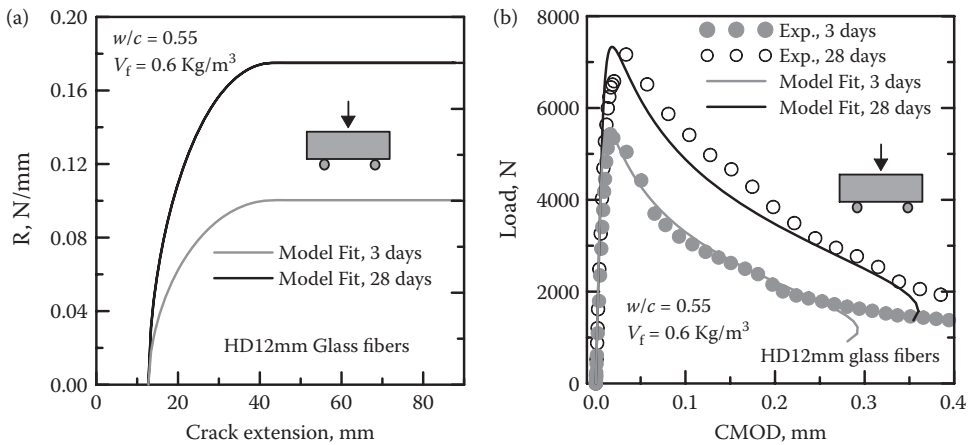 (a)
0.20
0.16
0.12
0.08
0.04
0.00
R, N/mm
w/c = 0.55
V_f = 0.6 Kg/m³
Model Fit, 3 days
Model Fit, 28 days
HD12mm Glass fibers
0 20 40 60 80
Crack extension, mm
(b)
8000
6000
4000
2000
0
Load, N
Exp., 3 days
Exp., 28 days
Model Fit, 3 days
Model Fit, 28 days
w/c = 0.55
V_f = 0.6 Kg/m³
HD12mm glass fibers
0.0 0.1 0.2 0.3 0.4
CMOD, mm